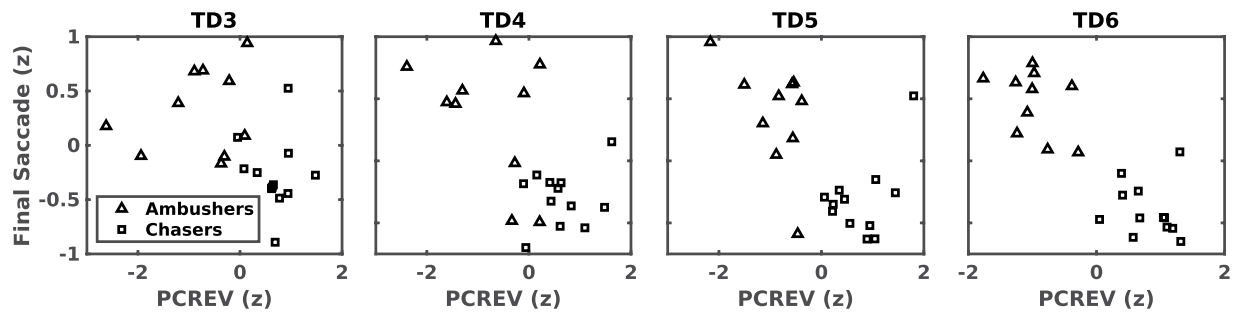 TD3 TD4 TD5 TD6
Final Saccade (z)
1
0.5
0
-0.5
-1
Ambushers
Chasers
-2 0 2 -2 0 2 -2 0 2 -2 0 2
PCREV (z) PCREV (z) PCREV (z) PCREV (z)